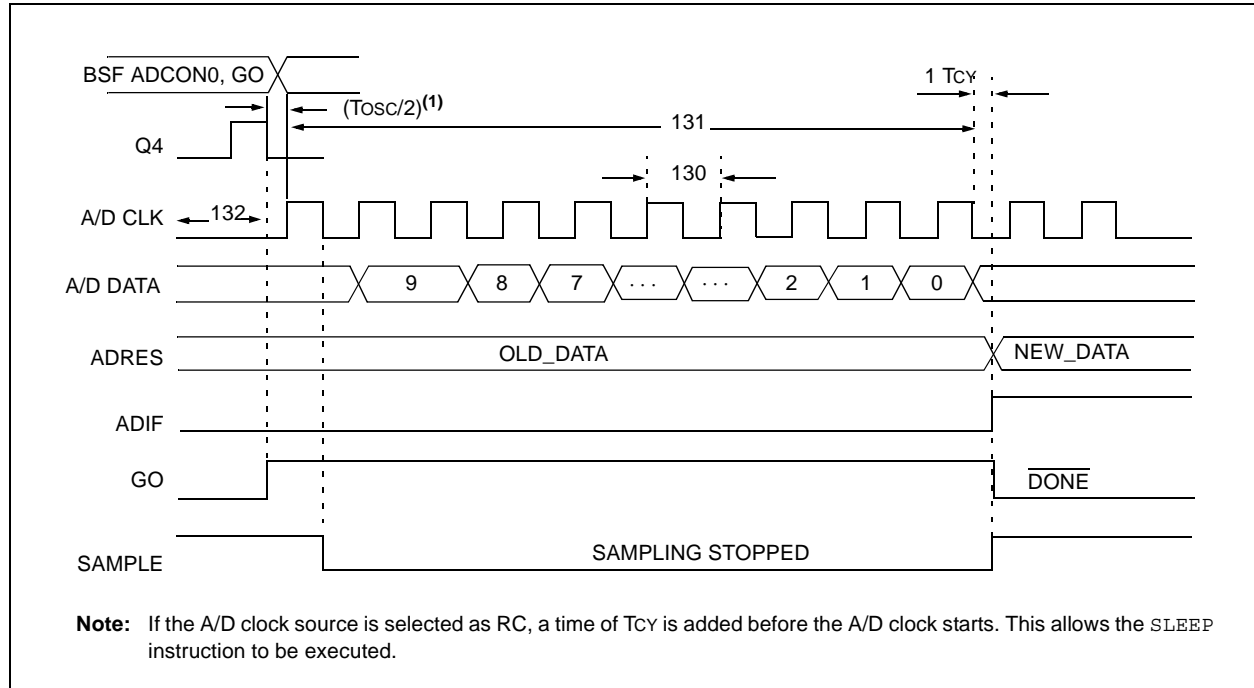 BSF ADCON0, GO
1 TCY
(TOSC/2)(1)
131
Q4
130
A/D CLK
132
A/D DATA
9
8
7
. . .
. . .
2
1
0
ADRES
OLD_DATA
NEW_DATA
ADIF
GO
DONE
SAMPLE
SAMPLING STOPPED
Note: If the A/D clock source is selected as RC, a time of TCY is added before the A/D clock starts. This allows the SLEEP
instruction to be executed.